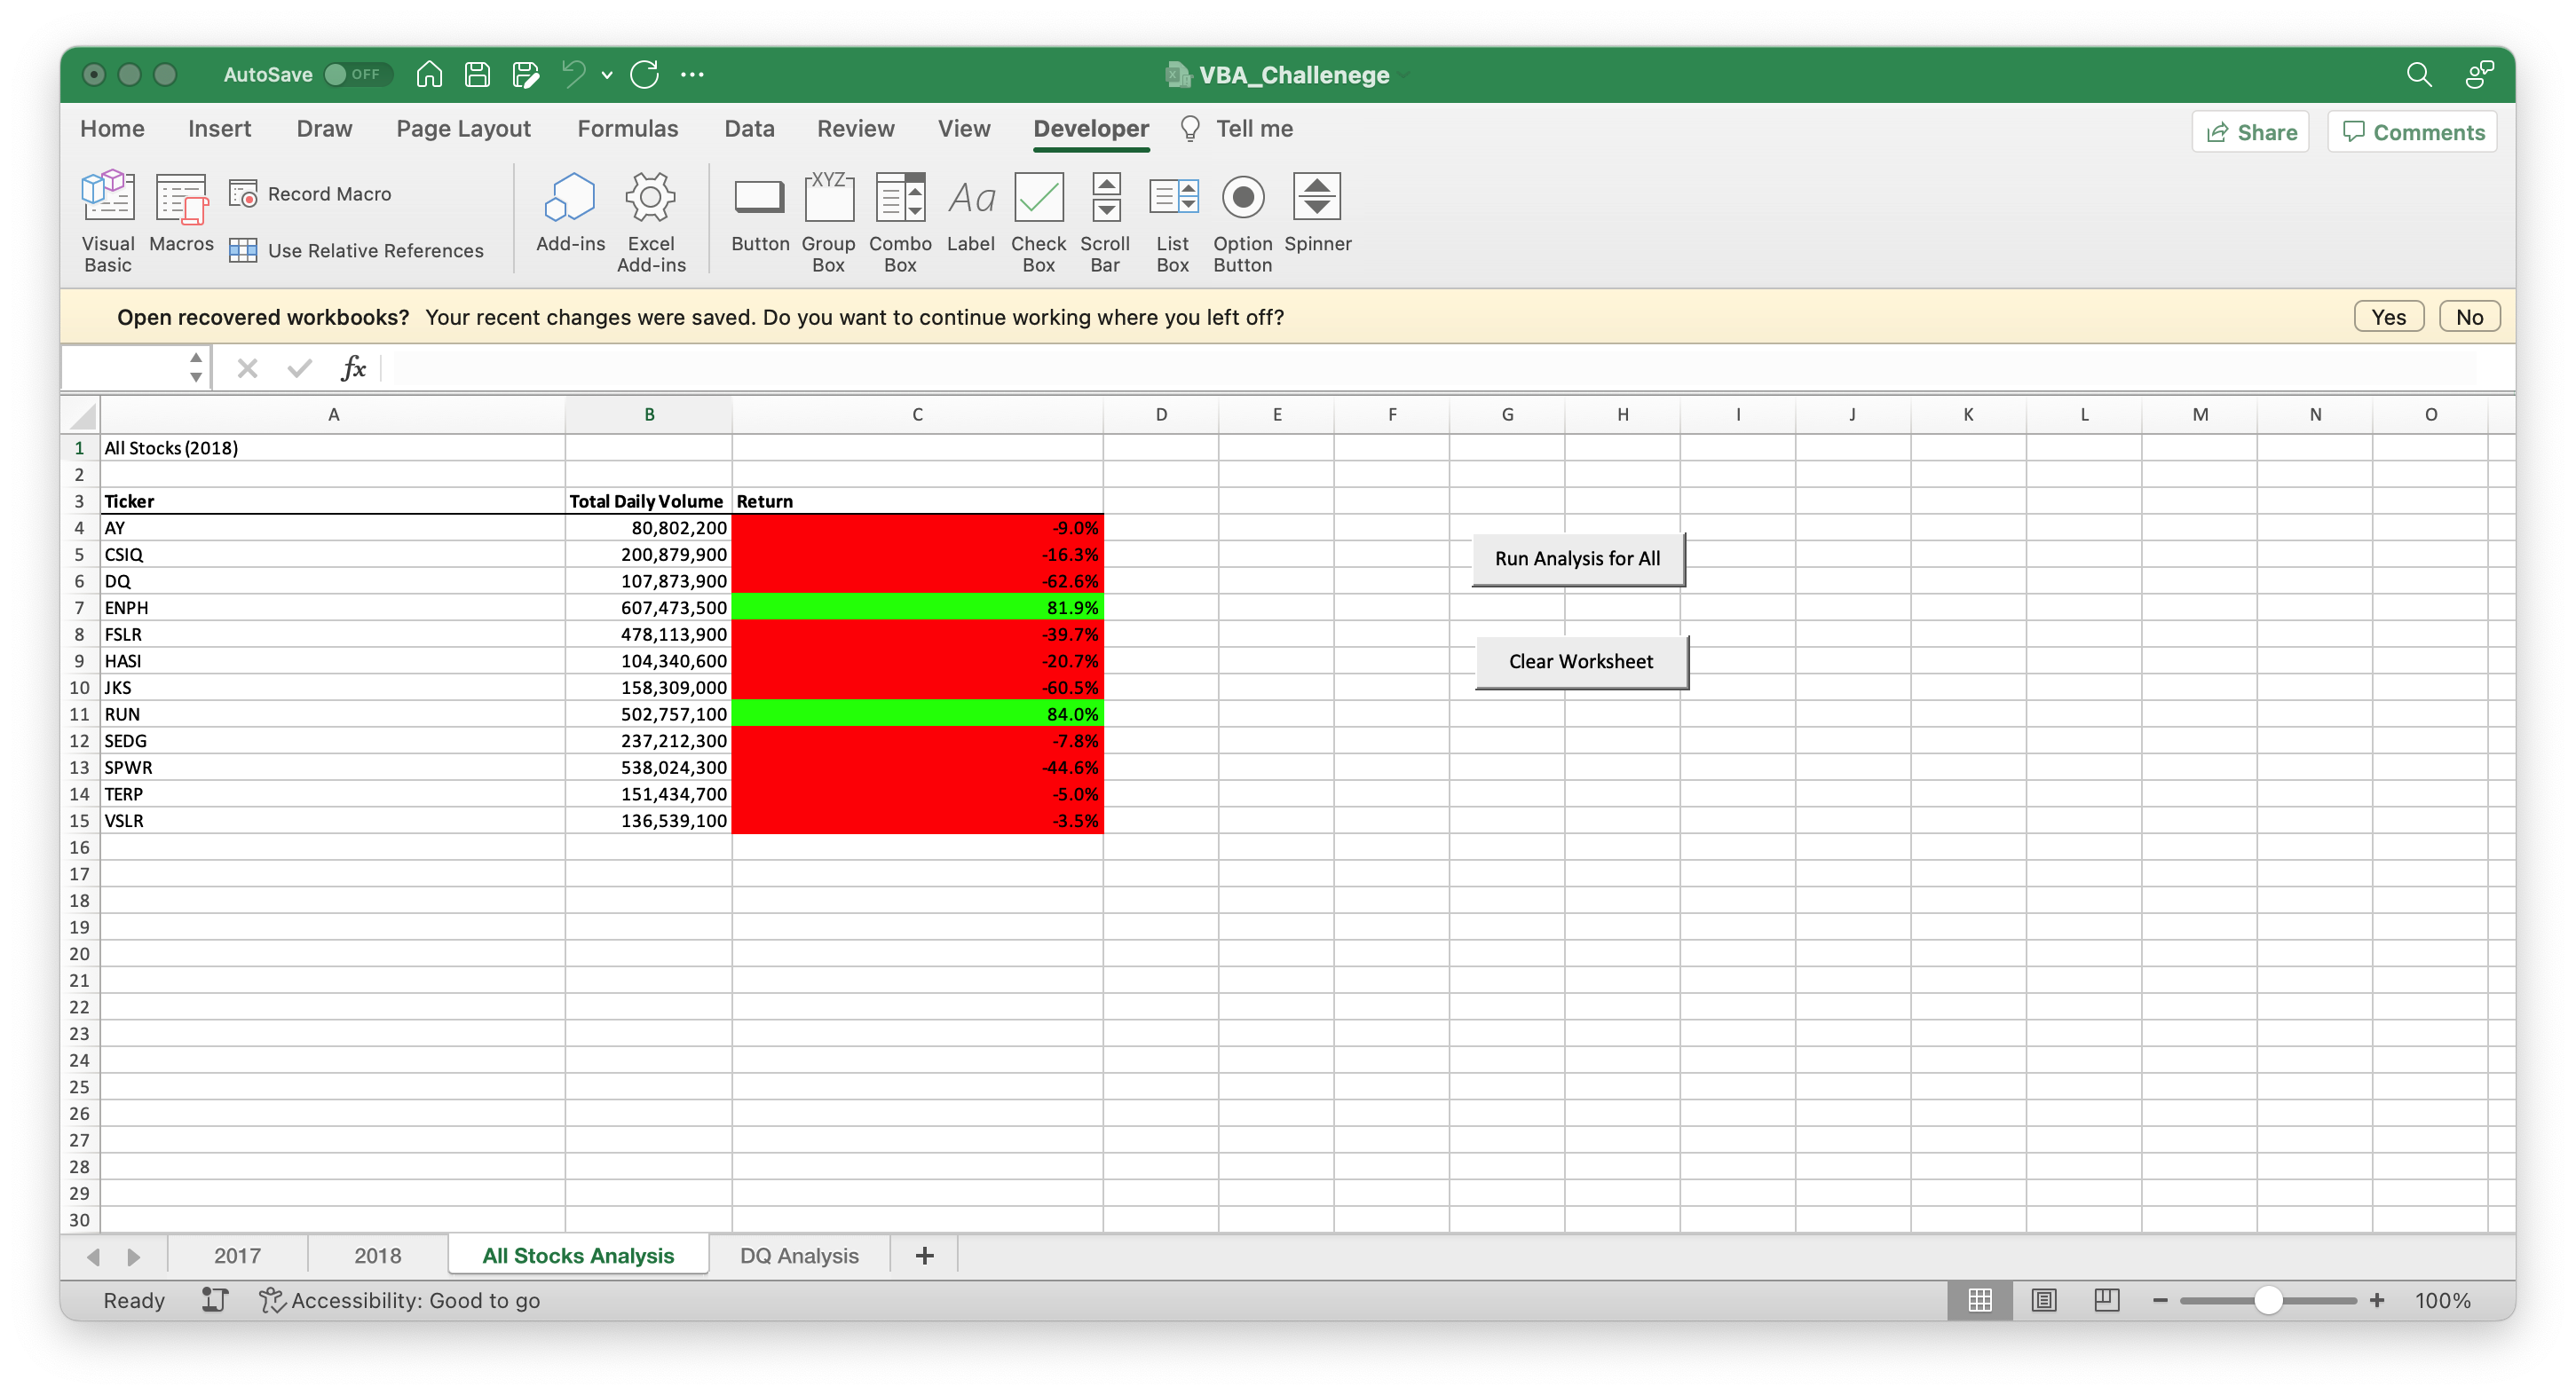 AutoSave OFF VBA_Challenege
Home Insert Draw Page Layout Formulas Data Review View Developer Tell me Share Comments
Visual Basic Macros Record Macro Use Relative References Add-ins Excel Add-ins Button XYZ Group Box Combo Box Aa Label Check Box Scroll Bar List Box Option Button Spinner
Open recovered workbooks? Your recent changes were saved. Do you want to continue working where you left off? Yes No
fx
A B C D E F G H I J K L M N O
1 All Stocks (2018)
2
3 Ticker Total Daily Volume Return
4 AY 80,802,200 -9.0%
5 CSIQ 200,879,900 -16.3% Run Analysis for All
6 DQ 107,873,900 -62.6%
7 ENPH 607,473,500 81.9%
8 FSLR 478,113,900 -39.7%
9 HASI 104,340,600 -20.7% Clear Worksheet
10 JKS 158,309,000 -60.5%
11 RUN 502,757,100 84.0%
12 SEDG 237,212,300 -7.8%
13 SPWR 538,024,300 -44.6%
14 TERP 151,434,700 -5.0%
15 VSLR 136,539,100 -3.5%
16
17
18
19
20
21
22
23
24
25
26
27
28
29
30
2017 2018 All Stocks Analysis DQ Analysis +
Ready Accessibility: Good to go 100%